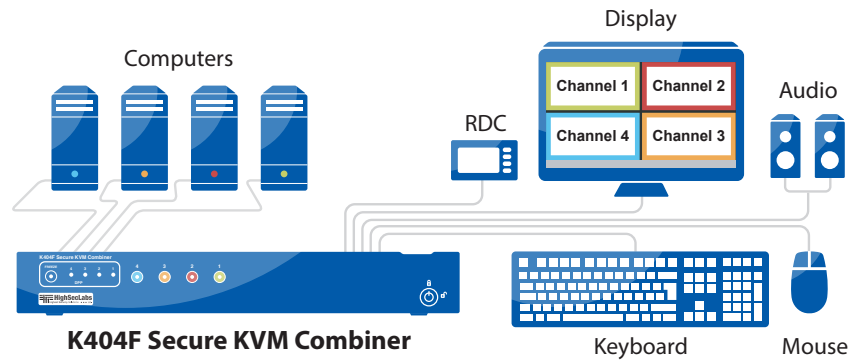 Display
Computers
Audio
RDC
Channel 1
Channel 2
Channel 4
Channel 3
K404F Secure KVM Combiner
4
3
2
1
DPP
HighSecLabs
K404F Secure KVM Combiner
Keyboard
Mouse